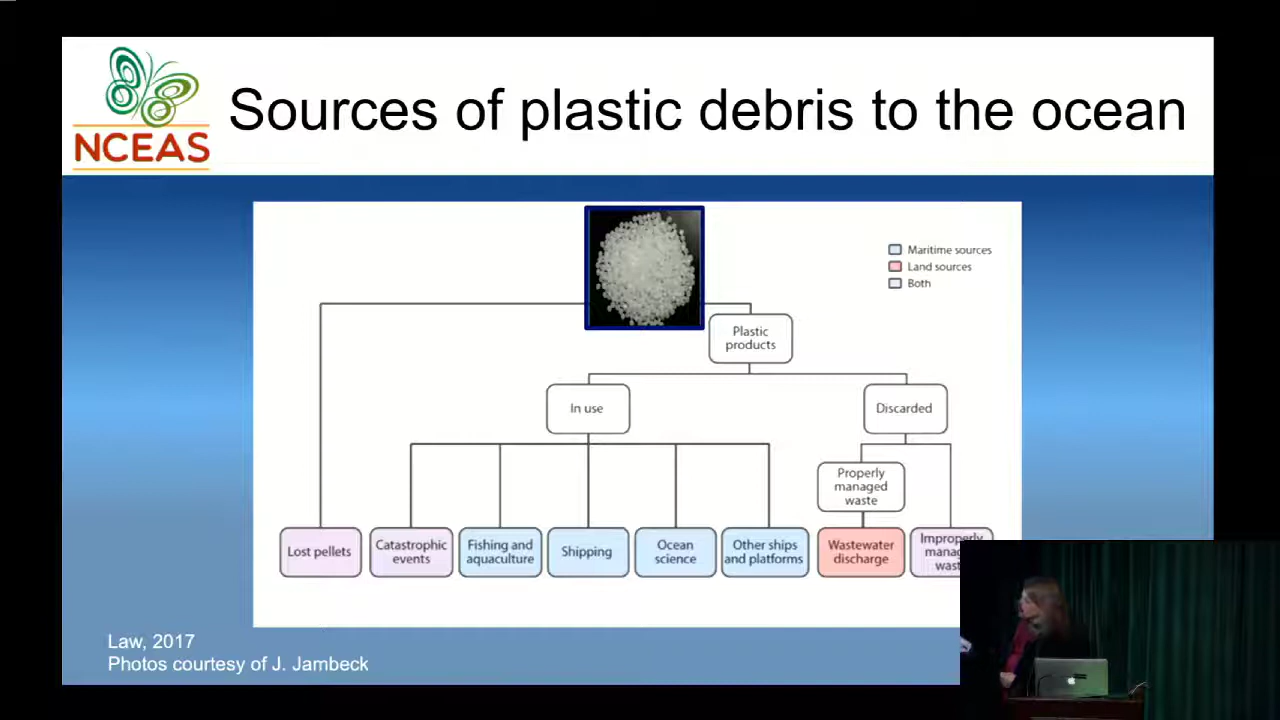 NCEAS
Sources of plastic debris to the ocean
Maritime sources
Land sources
Both
Plastic
products
In use
Discarded
Properly
managed
waste
Lost pellets
Catastrophic
events
Fishing and
aquaculture
Shipping
Ocean
science
Other ships
and platforms
Wastewater
discharge
Improperly
Law, 2017
Photos courtesy of J. Jambeck